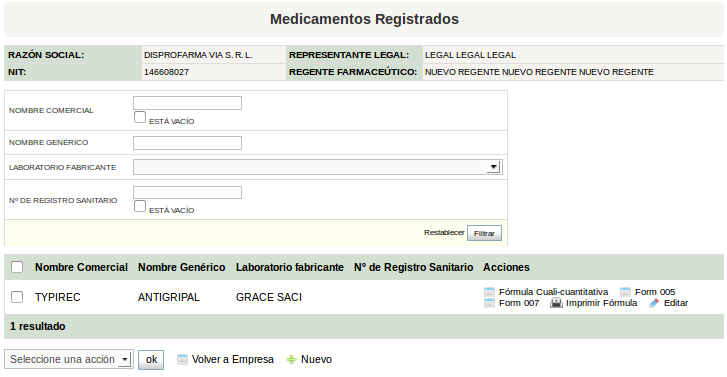 Medicamentos Registrados
RAZÓN SOCIAL: DISPROFARMA VIA S. R. L. REPRESENTANTE LEGAL: LEGAL LEGAL LEGAL
NIT: 146608027 REGENTE FARMACEÚTICO: NUEVO REGENTE NUEVO REGENTE NUEVO REGENTE
NOMBRE COMERCIAL
ESTÁ VACÍO
NOMBRE GENÉRICO
LABORATORIO FABRICANTE
Nº DE REGISTRO SANITARIO
ESTÁ VACÍO
Restablecer Filtrar
Nombre Comercial Nombre Genérico Laboratorio fabricante Nº de Registro Sanitario Acciones
TYPIREC ANTIGRIPAL GRACE SACI Fórmula Cuali-cuantitativa Form 005
Form 007 Imprimir Fórmula Editar
1 resultado
Seleccione una acción ok Volver a Empresa Nuevo